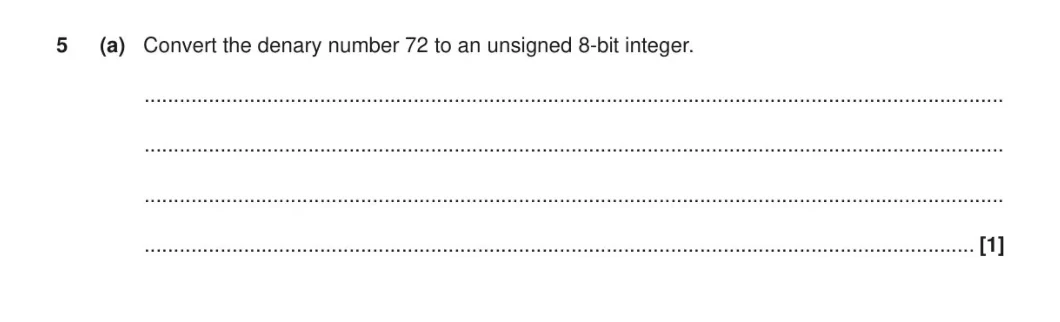 5 (a) Convert the denary number 72 to an unsigned 8-bit integer.
[1]